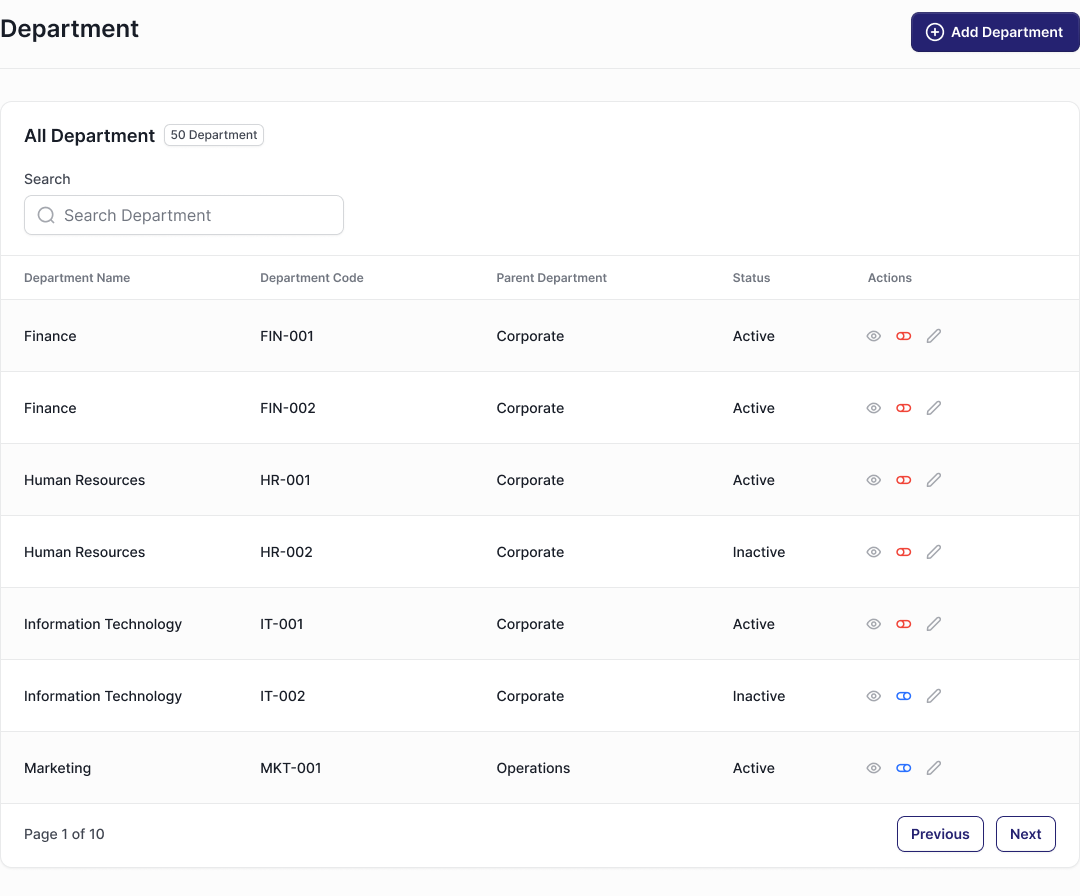 Department
Add Department
All Department 50 Department
Search
Search Department
Department Name Department Code Parent Department Status Actions
Finance FIN-001 Corporate Active
Finance FIN-002 Corporate Active
Human Resources HR-001 Corporate Active
Human Resources HR-002 Corporate Inactive
Information Technology IT-001 Corporate Active
Information Technology IT-002 Corporate Inactive
Marketing MKT-001 Operations Active
Page 1 of 10 Previous Next